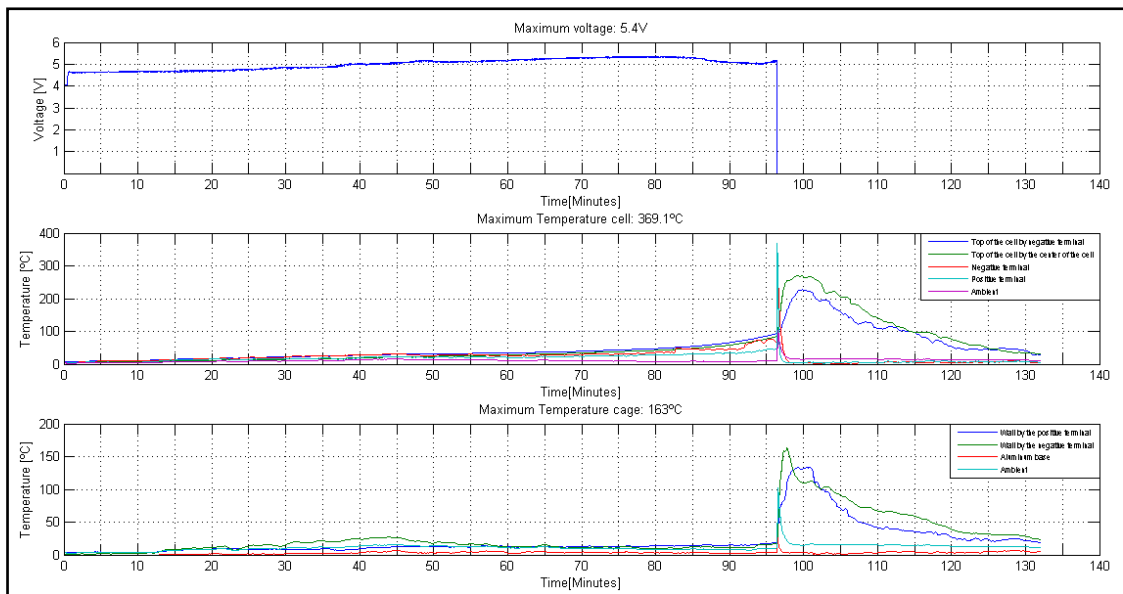 Maximum voltage: 5.4V
Voltage [V]
6
5
4
3
2
1
0 10 20 30 40 50 60 70 80 90 100 110 120 130 140
Time[Minutes]
Maximum Temperature cell: 369.1ºC
Temperature [ºC]
400
300
200
100
0
Top of the cell by negative terminal
Top of the cell by the center of the cell
Negative terminal
Positive terminal
Ambient
0 10 20 30 40 50 60 70 80 90 100 110 120 130 140
Time[Minutes]
Maximum Temperature cage: 163ºC
Temperature [ºC]
200
150
100
50
0
Wall by the positive terminal
Wall by the negative terminal
Aluminum base
Ambient
0 10 20 30 40 50 60 70 80 90 100 110 120 130 140
Time[Minutes]